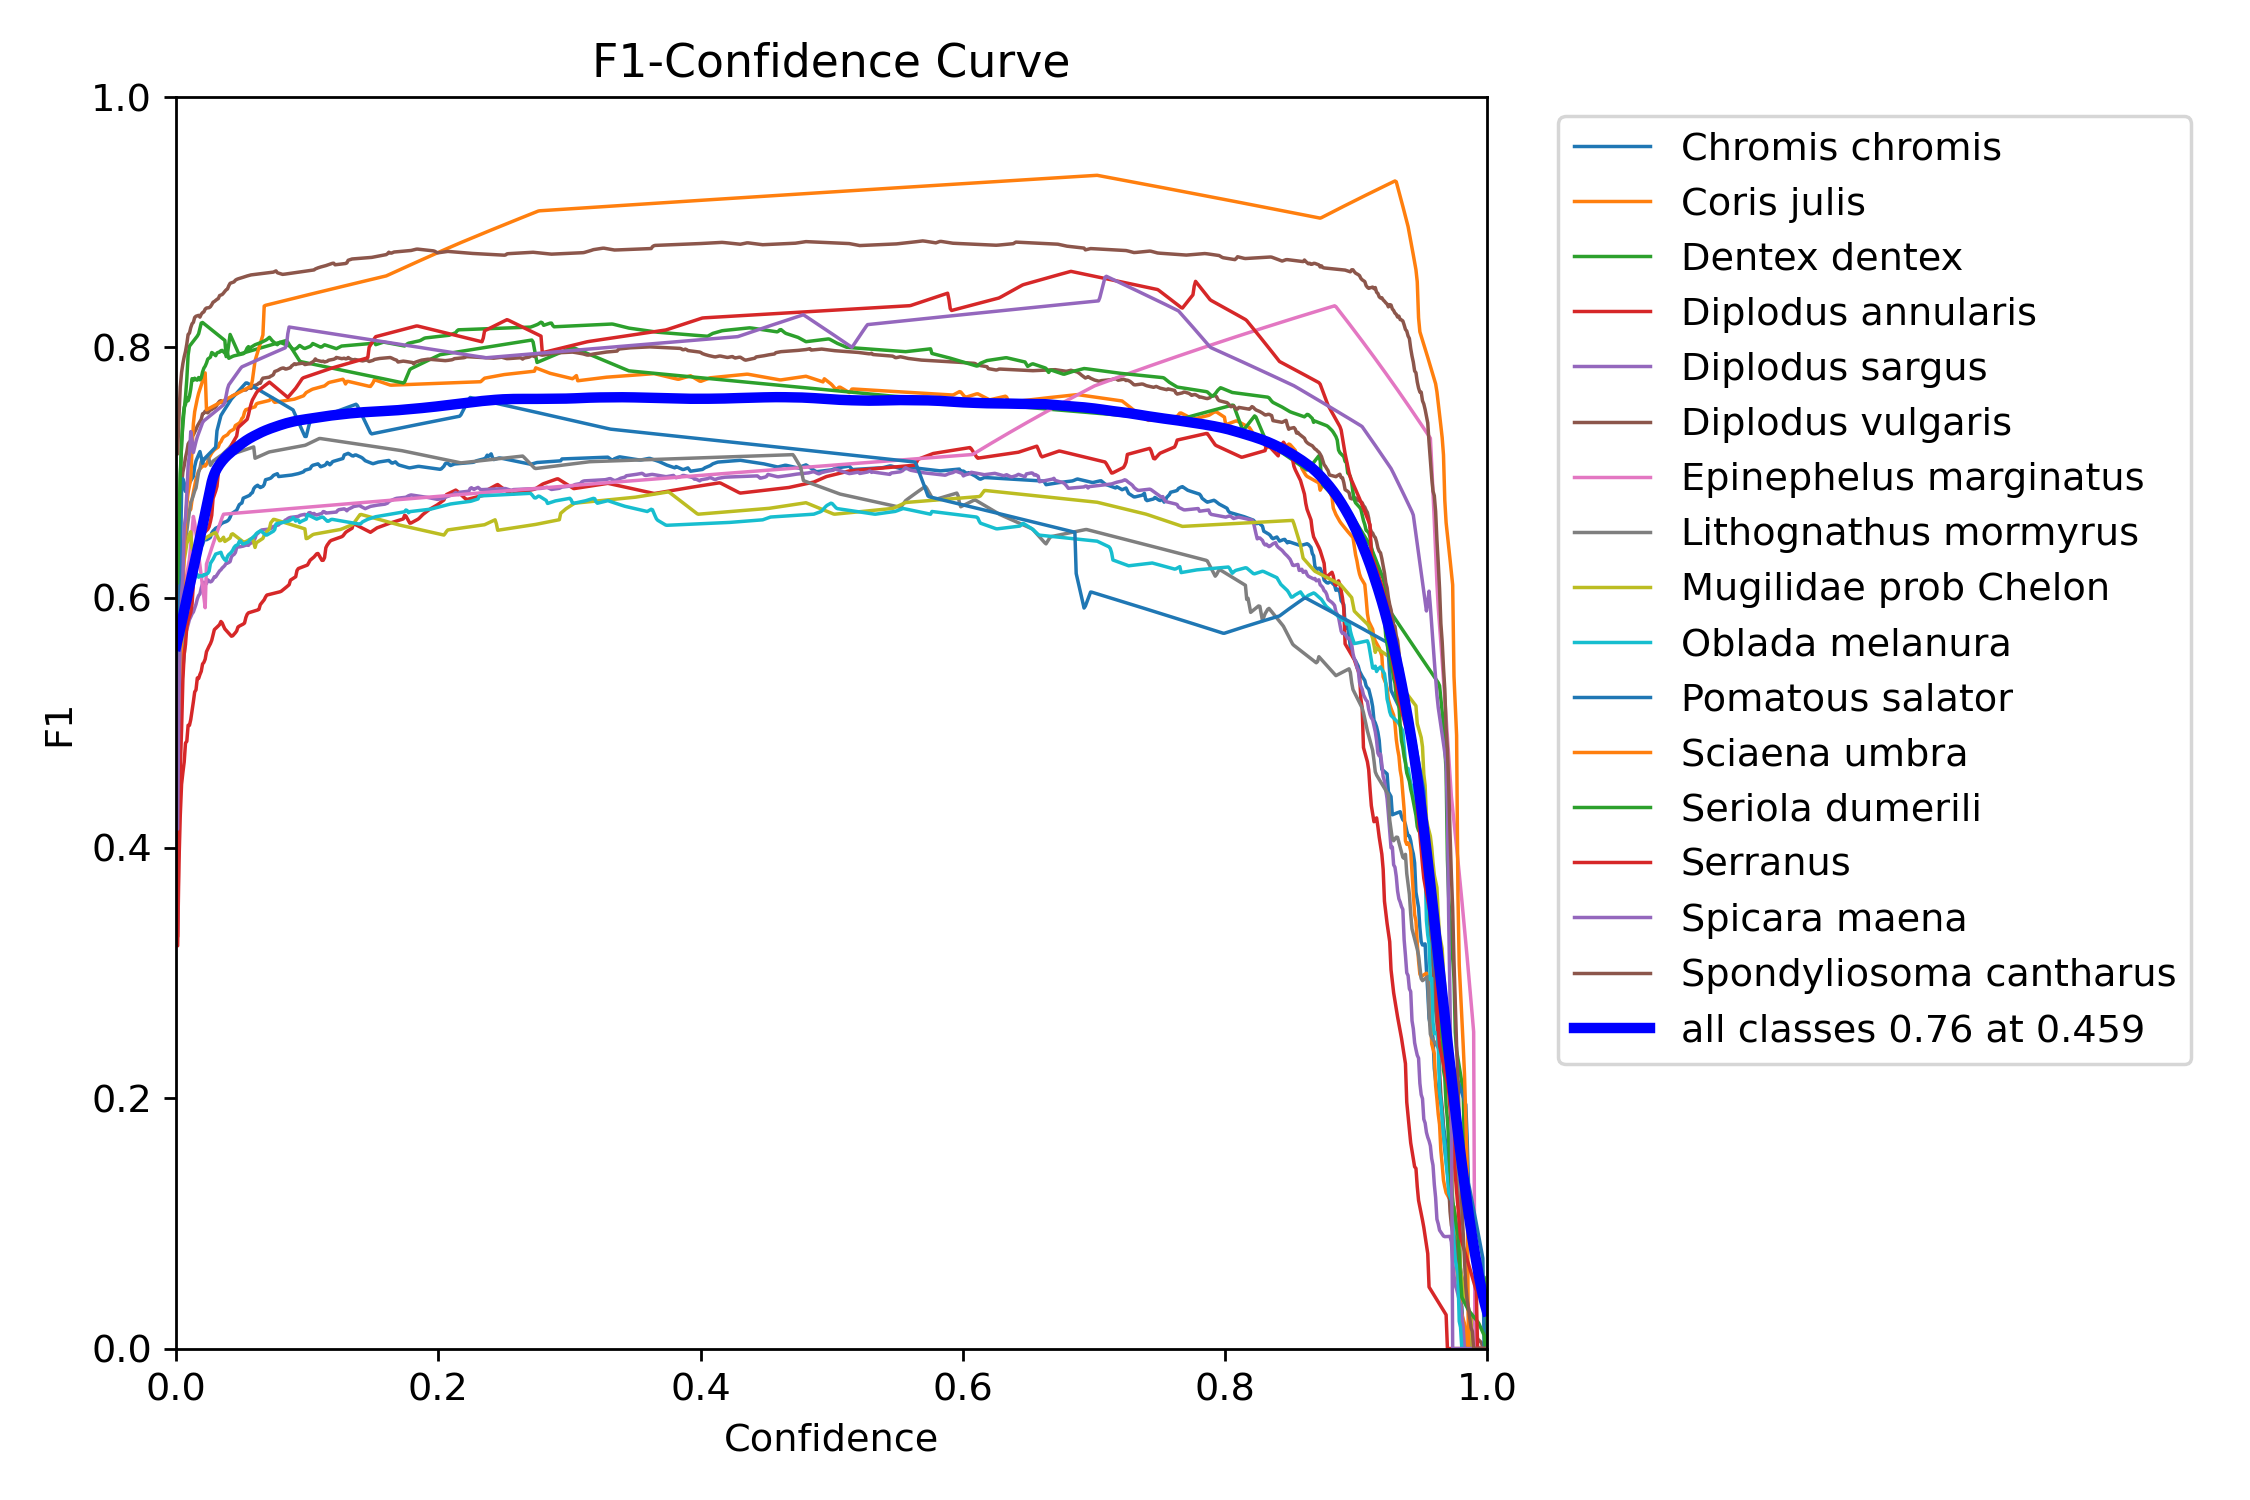 F1-Confidence Curve
1.0
0.8
0.6
0.4
0.2
0.0
F1
0.0 0.2 0.4 0.6 0.8 1.0
Confidence
Chromis chromis
Coris julis
Dentex dentex
Diplodus annularis
Diplodus sargus
Diplodus vulgaris
Epinephelus marginatus
Lithognathus mormyrus
Mugilidae prob Chelon
Oblada melanura
Pomatous salator
Sciaena umbra
Seriola dumerili
Serranus
Spicara maena
Spondyliosoma cantharus
all classes 0.76 at 0.459